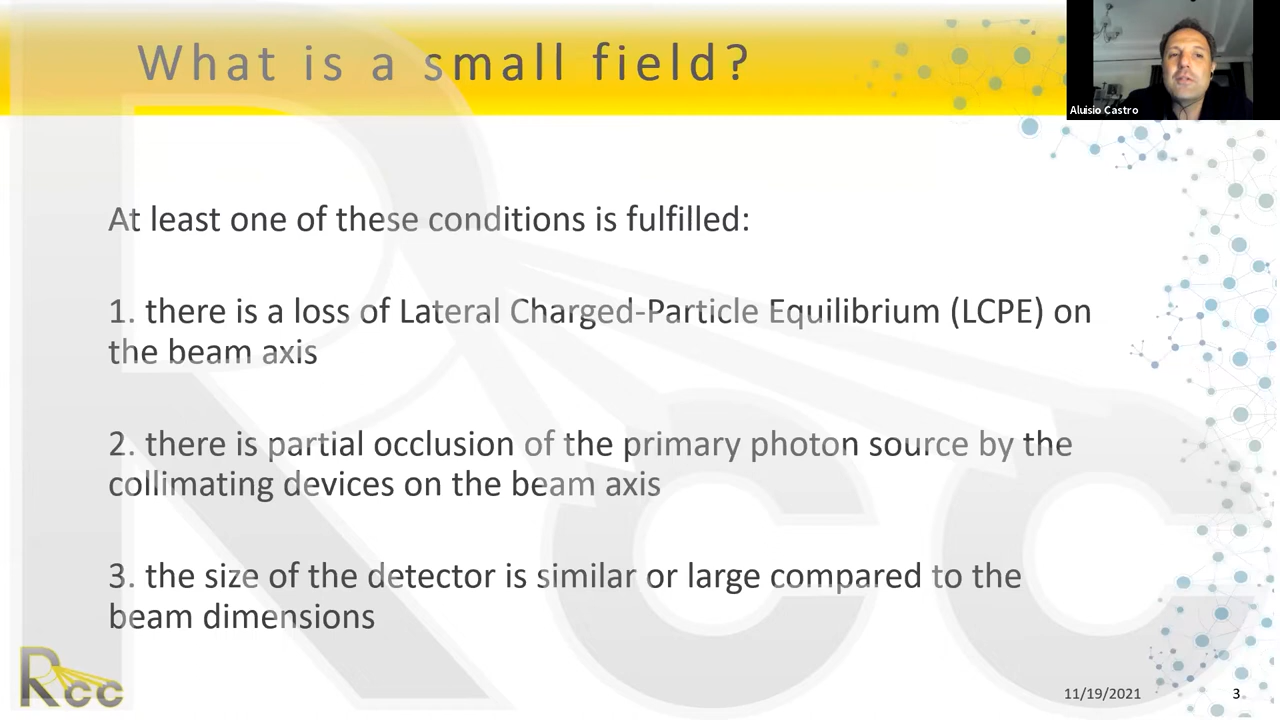 What is a small field?
Aluisio Castro
At least one of these conditions is fulfilled:
1. there is a loss of Lateral Charged-Particle Equilibrium (LCPE) on
the beam axis
2. there is partial occlusion of the primary photon source by the
collimating devices on the beam axis
3. the size of the detector is similar or large compared to the
beam dimensions
Rcc
11/19/2021
3